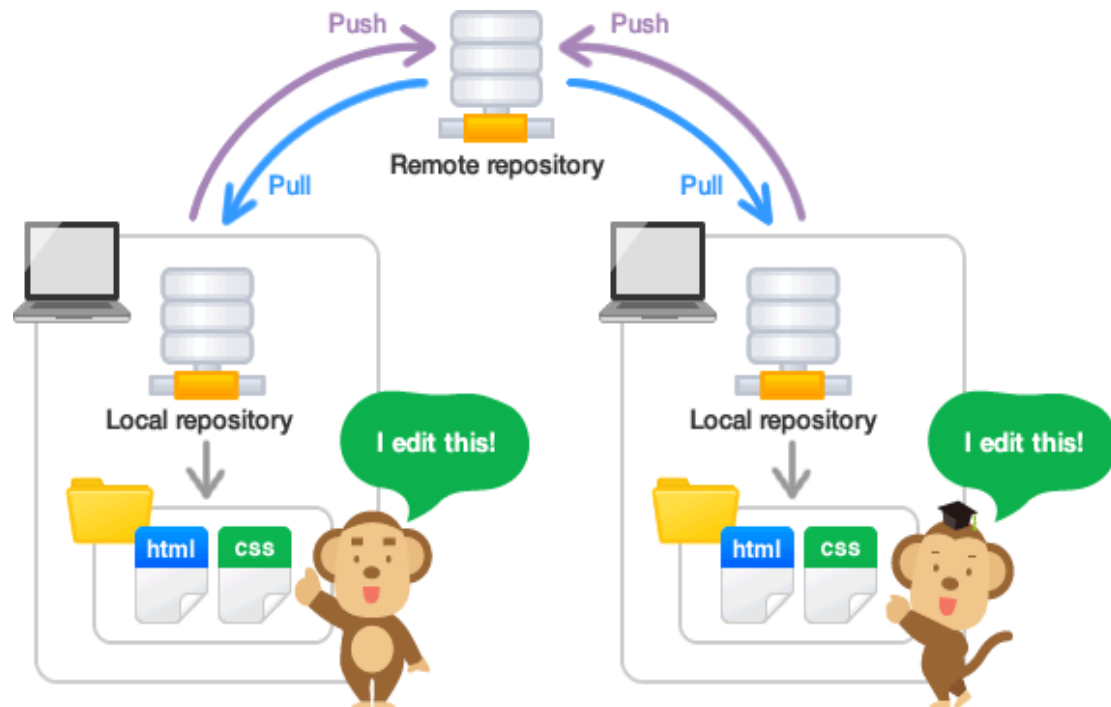 Push
Push
Pull
Remote repository
Pull
Local repository
Local repository
I edit this!
I edit this!
html
css
html
css